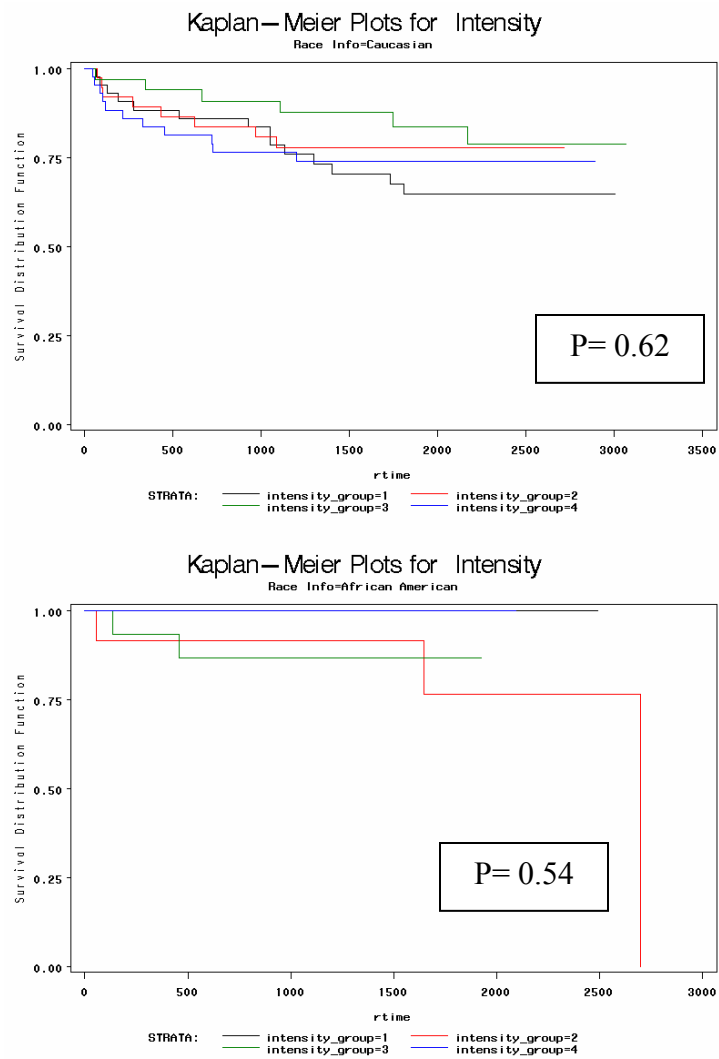 Kaplan—Meier Plots for Intensity
Race Info=Caucasian
1.00
0.75
0.50
0.25
0.00
Survival Distribution Function
P= 0.62
0 500 1000 1500 2000 2500 3000 3500
rtime
STRATA: intensity_group=1 intensity_group=2
intensity_group=3 intensity_group=4
Kaplan—Meier Plots for Intensity
Race Info=African American
1.00
0.75
0.50
0.25
0.00
Survival Distribution Function
P= 0.54
0 500 1000 1500 2000 2500 3000
rtime
STRATA: intensity_group=1 intensity_group=2
intensity_group=3 intensity_group=4